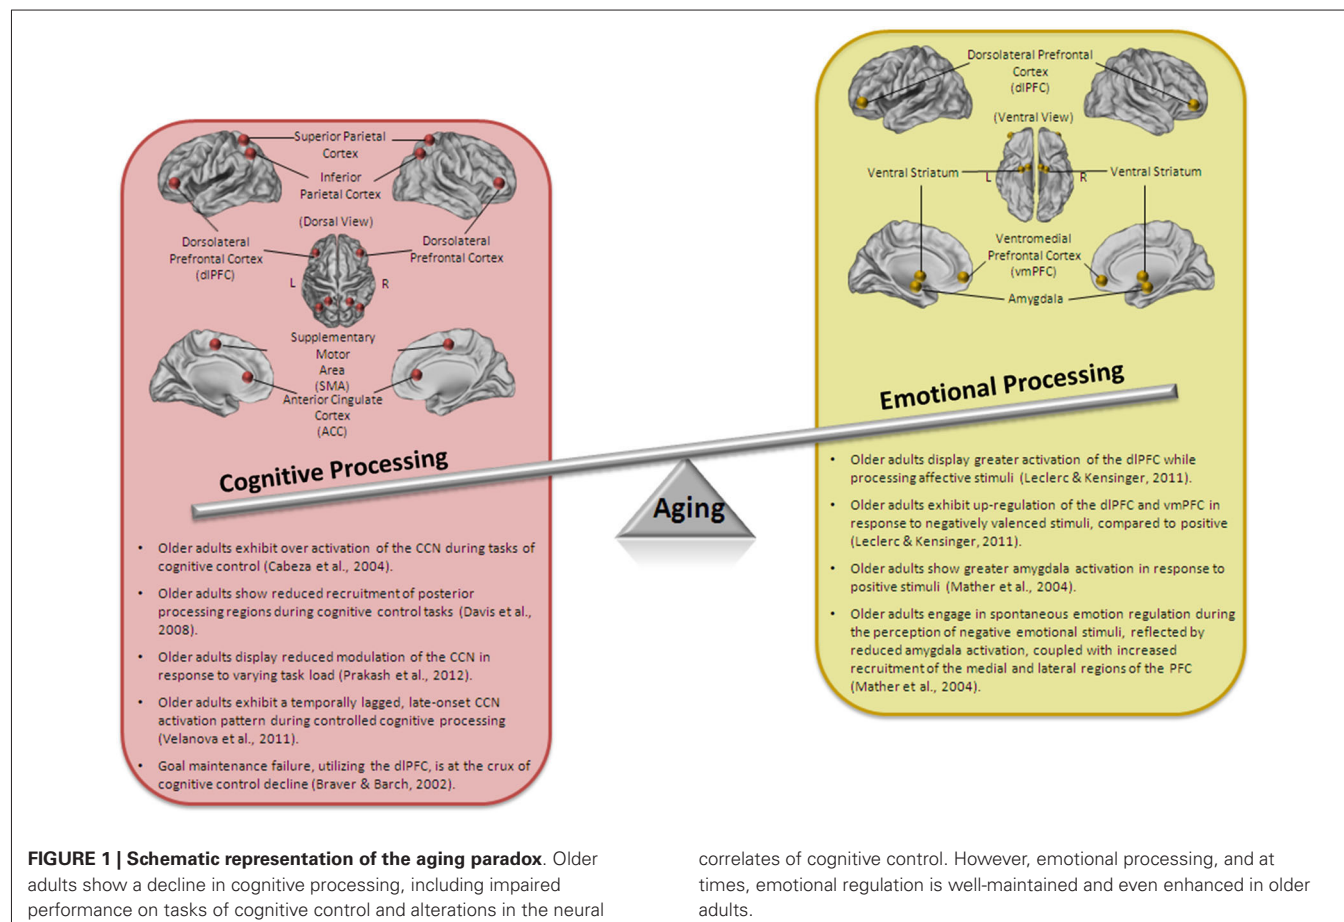 Superior Parietal
Cortex
Inferior
Parietal Cortex
(Dorsal View)
Dorsolateral
Prefrontal Cortex
(dlPFC)
Dorsolateral
Prefrontal Cortex
L
R
Supplementary
Motor
Area
(SMA)
Anterior Cingulate
Cortex
(ACC)
Cognitive Processing
• Older adults exhibit over activation of the CCN during tasks of
cognitive control (Cabeza et al., 2004).
• Older adults show reduced recruitment of posterior
processing regions during cognitive control tasks (Davis et al.,
2008).
• Older adults display reduced modulation of the CCN in
response to varying task load (Prakash et al., 2012).
• Older adults exhibit a temporally lagged, late-onset CCN
activation pattern during controlled cognitive processing
(Velanova et al., 2011).
• Goal maintenance failure, utilizing the dlPFC, is at the crux of
cognitive control decline (Braver & Barch, 2002).
Aging
Dorsolateral Prefrontal
Cortex
(dlPFC)
(Ventral View)
Ventral Striatum
Ventral Striatum
L
R
Ventromedial
Prefrontal Cortex
(vmPFC)
Amygdala
Emotional Processing
• Older adults display greater activation of the dlPFC while
processing affective stimuli (Leclerc & Kensinger, 2011).
• Older adults exhibit up-regulation of the dlPFC and vmPFC in
response to negatively valenced stimuli, compared to positive
(Leclerc & Kensinger, 2011).
• Older adults show greater amygdala activation in response to
positive stimuli (Mather et al., 2004).
• Older adults engage in spontaneous emotion regulation during
the perception of negative emotional stimuli, reflected by
reduced amygdala activation, coupled with increased
recruitment of the medial and lateral regions of the PFC
(Mather et al., 2004).
FIGURE 1 | Schematic representation of the aging paradox. Older
adults show a decline in cognitive processing, including impaired
performance on tasks of cognitive control and alterations in the neural
correlates of cognitive control. However, emotional processing, and at
times, emotional regulation is well-maintained and even enhanced in older
adults.